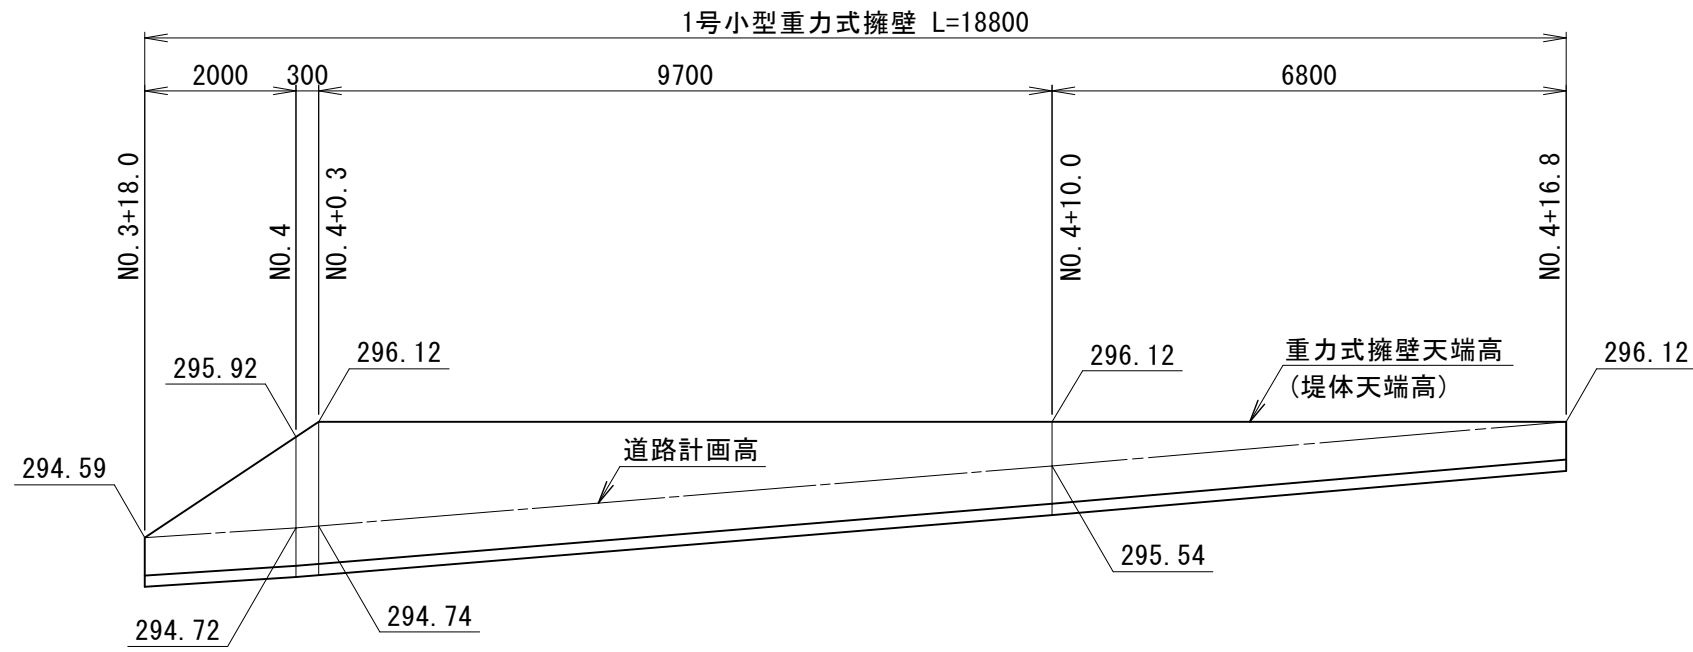 1号小型重力式擁壁 L=18800
2000
300
9700
6800
NO.3+18.0
NO.4
NO.4+0.3
NO.4+10.0
NO.4+16.8
295.92
296.12
296.12
重力式擁壁天端高
(堤体天端高)
296.12
道路計画高
294.59
295.54
294.72
294.74